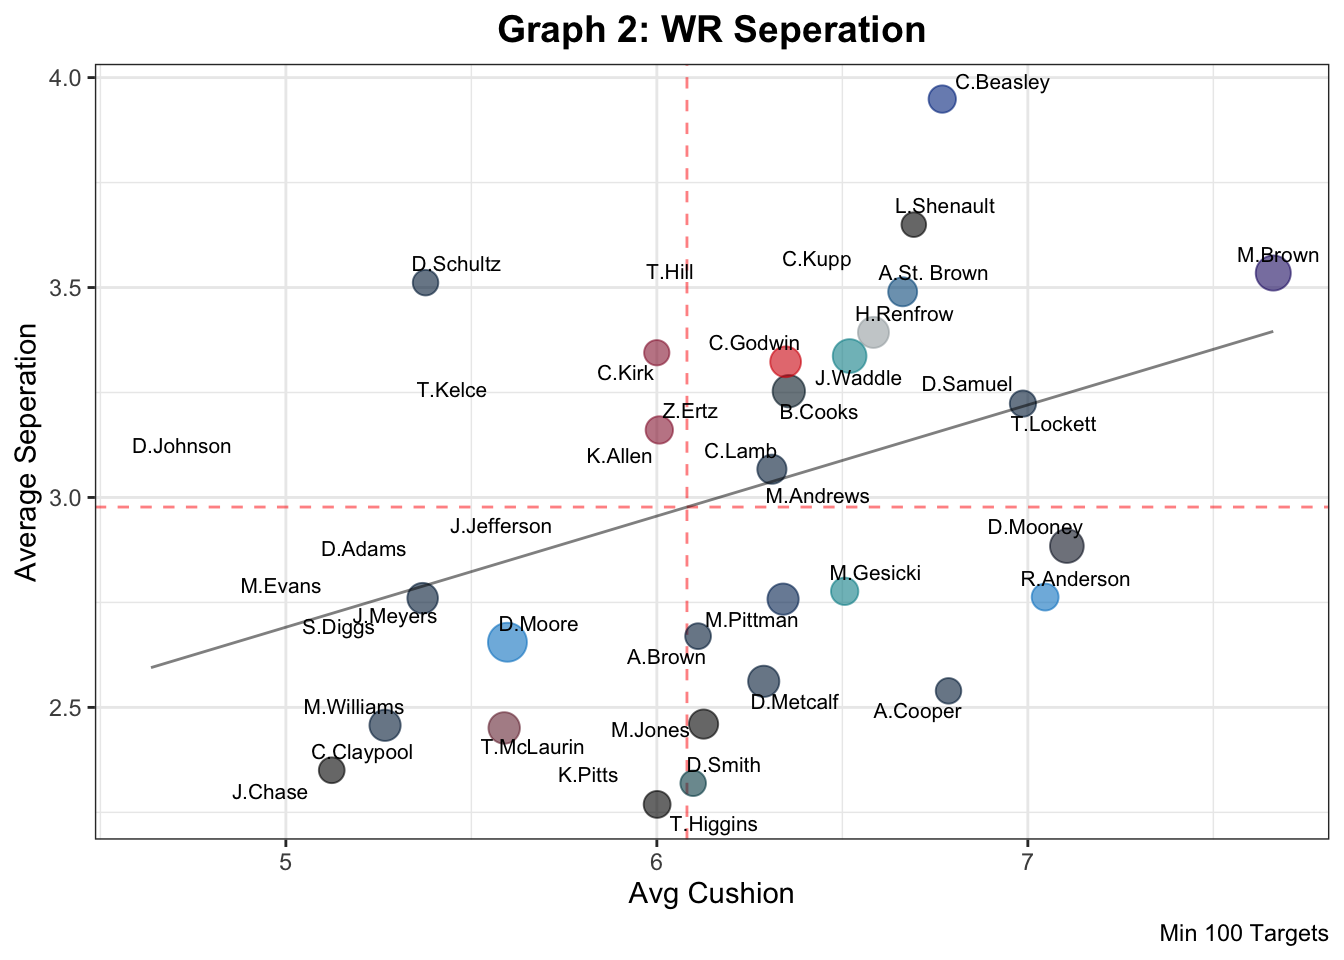 Graph 2: WR Seperation
4.0
C.Beasley
L.Shenault
M.Brown
C.Kupp
D.Schultz
T.Hill
A.St. Brown
3.5
H.Renfrow
C.Godwin
C.Kirk
J.Waddle
D.Samuel
T.Kelce
Z.Ertz
B.Cooks
T.Lockett
D.Johnson
C.Lamb
K.Allen
3.0
M.Andrews
J.Jefferson
D.Mooney
D.Adams
M.Gesicki
R.Anderson
M.Evans
J.Meyers
M.Pittman
S.Diggs
D.Moore
A.Brown
M.Williams
D.Metcalf
A.Cooper
2.5
M.Jones
C.Claypool
T.McLaurin
D.Smith
K.Pitts
J.Chase
T.Higgins
Average Seperation
5
6
7
Avg Cushion
Min 100 Targets